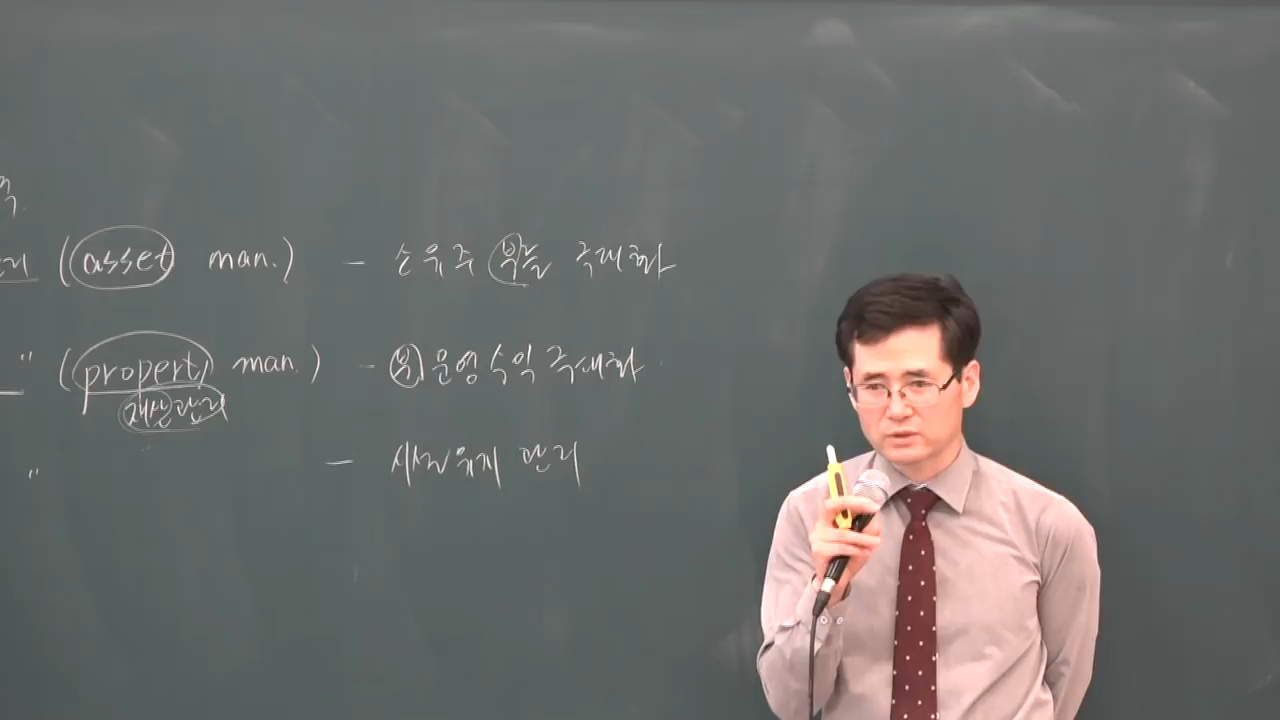 (asset man.) - 소유주 부를 극대화
" (property man.) - 부 운영수익 극대화
재산관리
" - 시설유지 관리